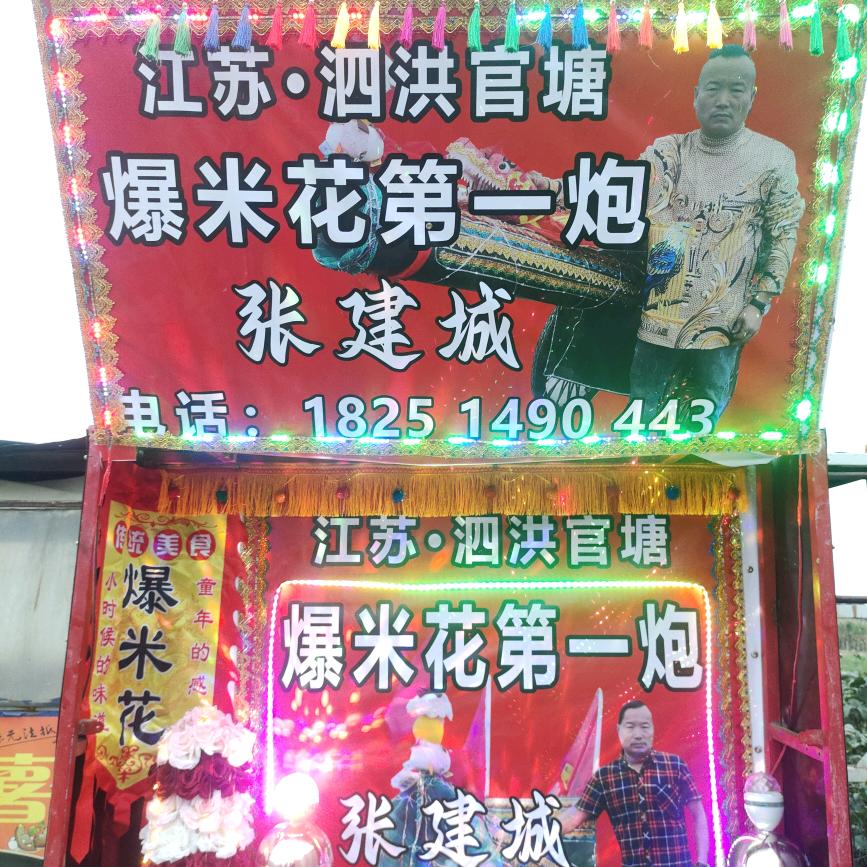 江苏·泗洪官塘
爆米花第一炮
张建城
电话：1825 1490 443
江苏·泗洪官塘
爆米花第一炮
张建城
传统美食
童年的感
爆米花
小时候的味道